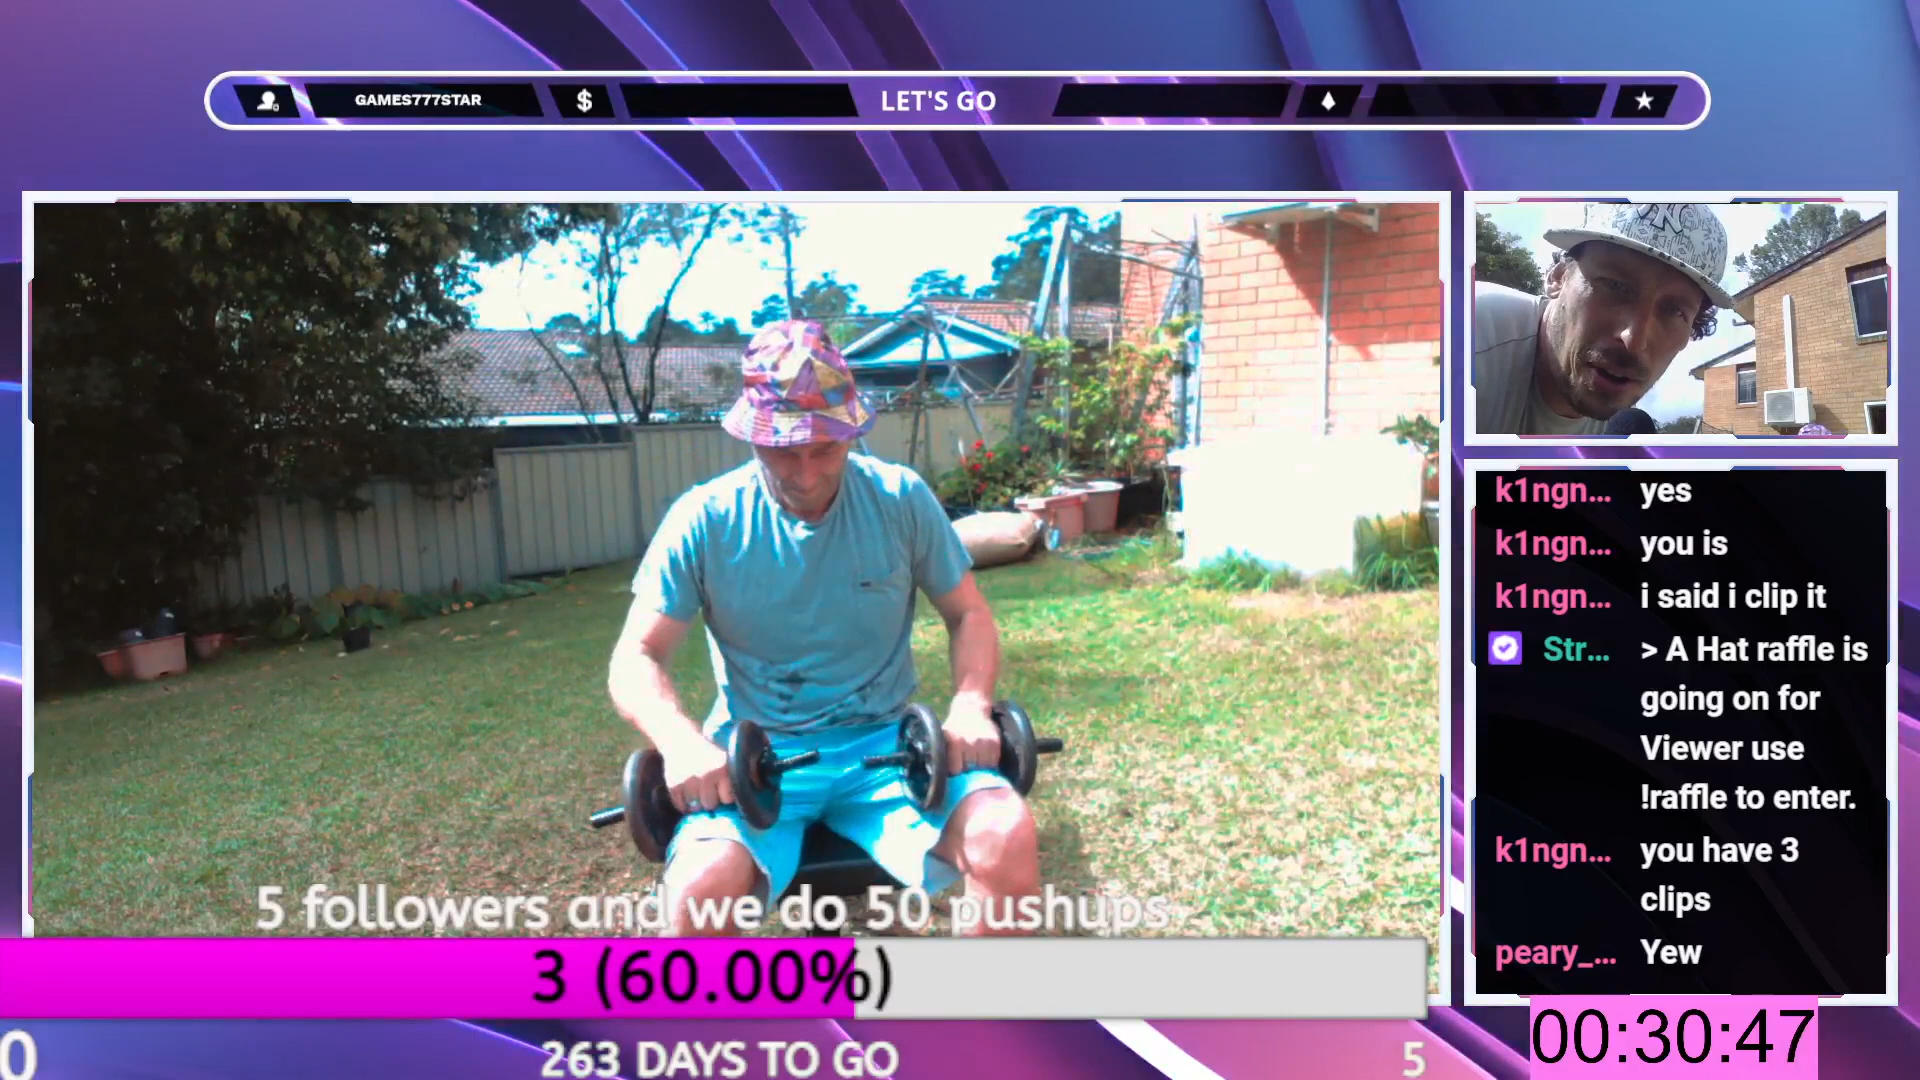 GAMES777STAR
$
LET'S GO
k1ngn... yes
k1ngn... you is
k1ngn... i said i clip it
Str... > A Hat raffle is
going on for
Viewer use
!raffle to enter.
k1ngn... you have 3
clips
peary_... Yew
5 followers and we do 50 pushups
3 (60.00%)
0 263 DAYS TO GO 5
00:30:47